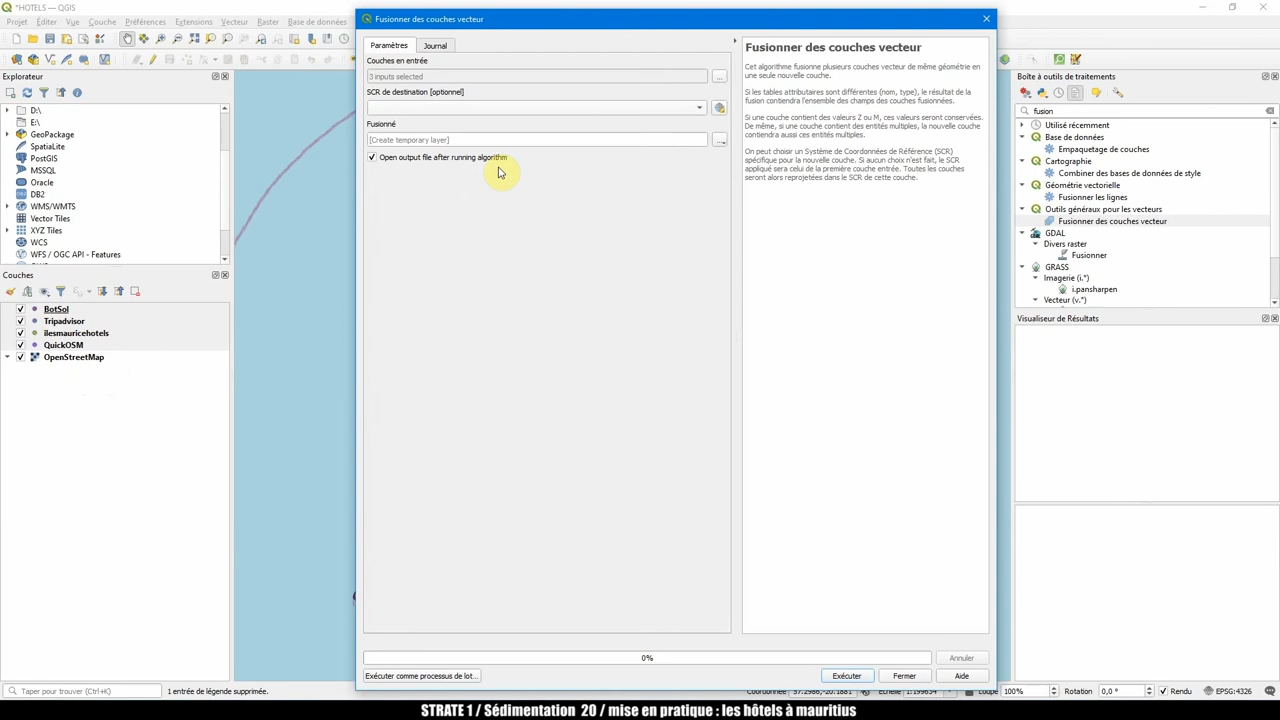 *HOTELS — QGIS
Projet Éditer Vue Couche Préférences Extensions Vecteur Raster Base de données
Explorateur
D:\
E:\
GeoPackage
SpatiaLite
PostGIS
MSSQL
Oracle
DB2
WMS/WMTS
Vector Tiles
XYZ Tiles
WCS
WFS / OGC API - Features
Couches
BotSol
Tripadvisor
ilesmauricehotels
QuickOSM
OpenStreetMap
Fusionner des couches vecteur
Paramètres Journal
Couches en entrée
3 inputs selected
...
SCR de destination [optionnel]
Fusionné
[Create temporary layer]
...
Open output file after running algorithm
Fusionner des couches vecteur
Cet algorithme fusionne plusieurs couches vecteur de même géométrie en
une seule nouvelle couche.
Si les tables attributaires sont différentes (nom, type), le résultat de la
fusion contiendra l'ensemble des champs des couches fusionnées.
Si une couche contient des valeurs Z ou M, ces valeurs seront conservées.
De même, si une couche contient des entités multiples, la nouvelle couche
contiendra aussi ces entités multiples.
On peut choisir un Système de Coordonnées de Référence (SCR)
spécifique pour la nouvelle couche. Si aucun choix n'est fait, le SCR
appliqué sera celui de la première couche entrée. Toutes les couches
seront alors reprojetées dans le SCR de cette couche.
0%
Annuler
Exécuter comme processus de lot...
Exécuter
Fermer
Aide
Boîte à outils de traitements
fusion
Utilisé récemment
Base de données
Empaquetage de couches
Cartographie
Combiner des bases de données de style
Géométrie vectorielle
Fusionner les lignes
Outils généraux pour les vecteurs
Fusionner des couches vecteur
GDAL
Divers raster
Fusionner
GRASS
Imagerie (i.*)
i.pansharpen
Vecteur (v.*)
Visualiseur de Résultats
Taper pour trouver (Ctrl+K)
1 entrée de légende supprimée.
Coordonnée 57.2986,-20.1881 Échelle 1:199634 Loupe 100% Rotation 0,0 ° Rendu EPSG:4326
STRATE 1 / Sédimentation 20 / mise en pratique : les hôtels à mauritius